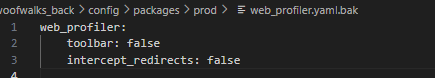 woofwalks_back > config > packages > prod > web_profiler.yaml.bak
1 web_profiler:
2     toolbar: false
3     intercept_redirects: false
4